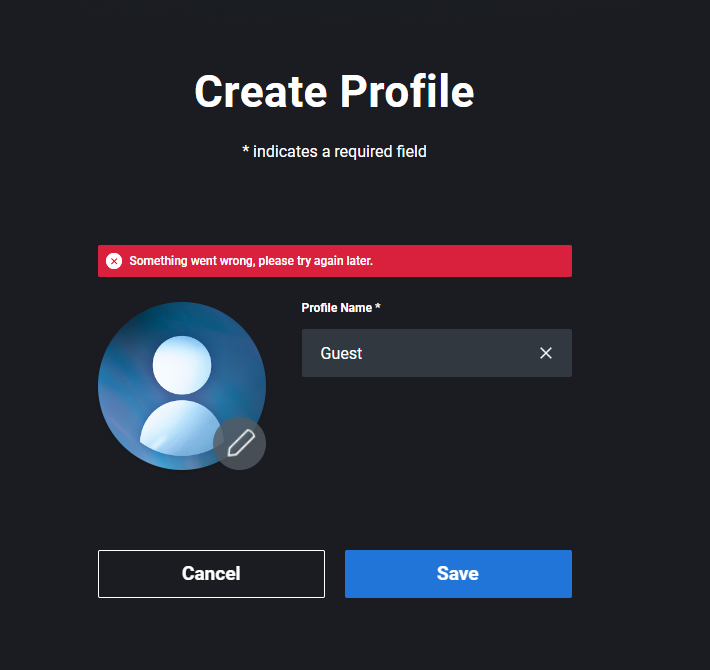 Create Profile
* indicates a required field
Something went wrong, please try again later.
Profile Name *
Guest
Cancel
Save